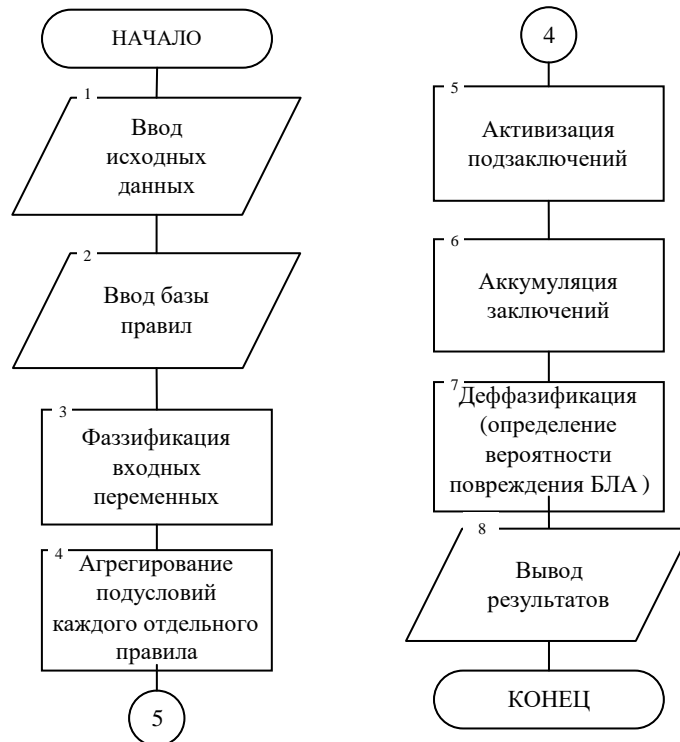 НАЧАЛО
1
Ввод
исходных
данных
2
Ввод базы
правил
3
Фаззификация
входных
переменных
4
Агрегирование
подусловий
каждого отдельного
правила
5
4
5
Активизация
подзаключений
6
Аккумуляция
заключений
7
Деффазификация
(определение
вероятности
повреждения БЛА )
8
Вывод
результатов
КОНЕЦ